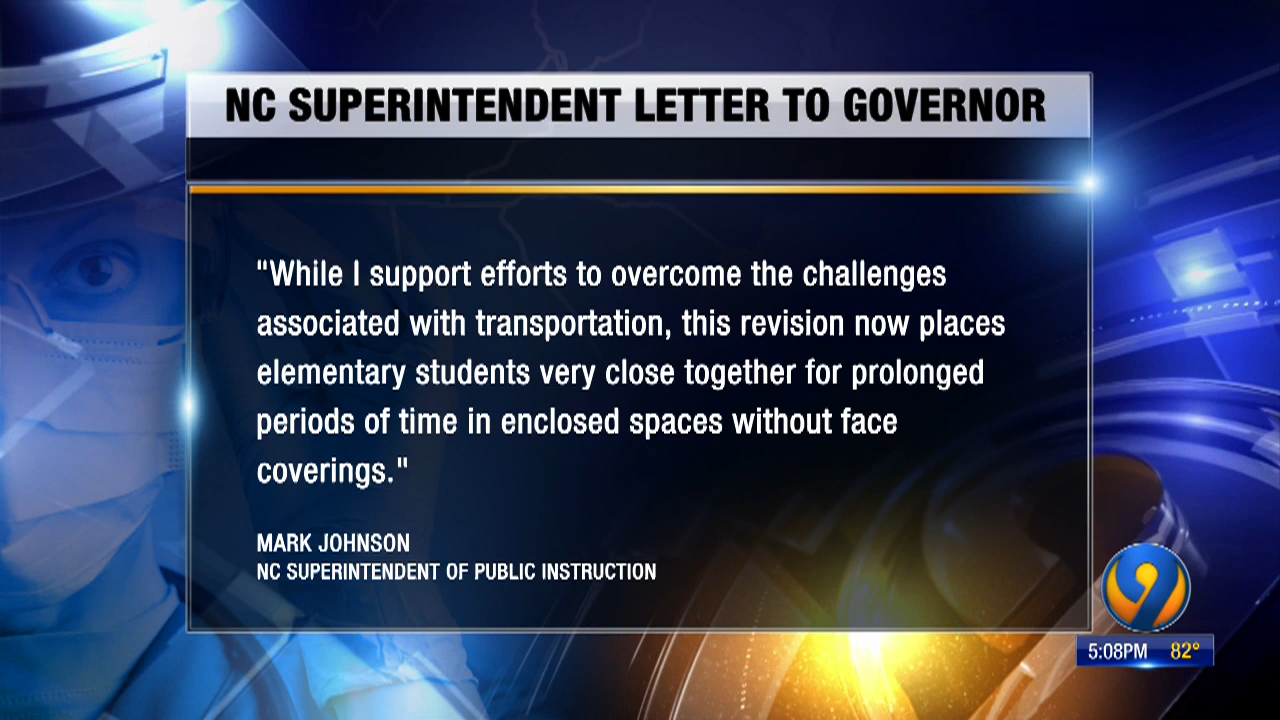 NC SUPERINTENDENT LETTER TO GOVERNOR
"While I support efforts to overcome the challenges
associated with transportation, this revision now places
elementary students very close together for prolonged
periods of time in enclosed spaces without face
coverings."
MARK JOHNSON
NC SUPERINTENDENT OF PUBLIC INSTRUCTION
9
5:08PM 82°